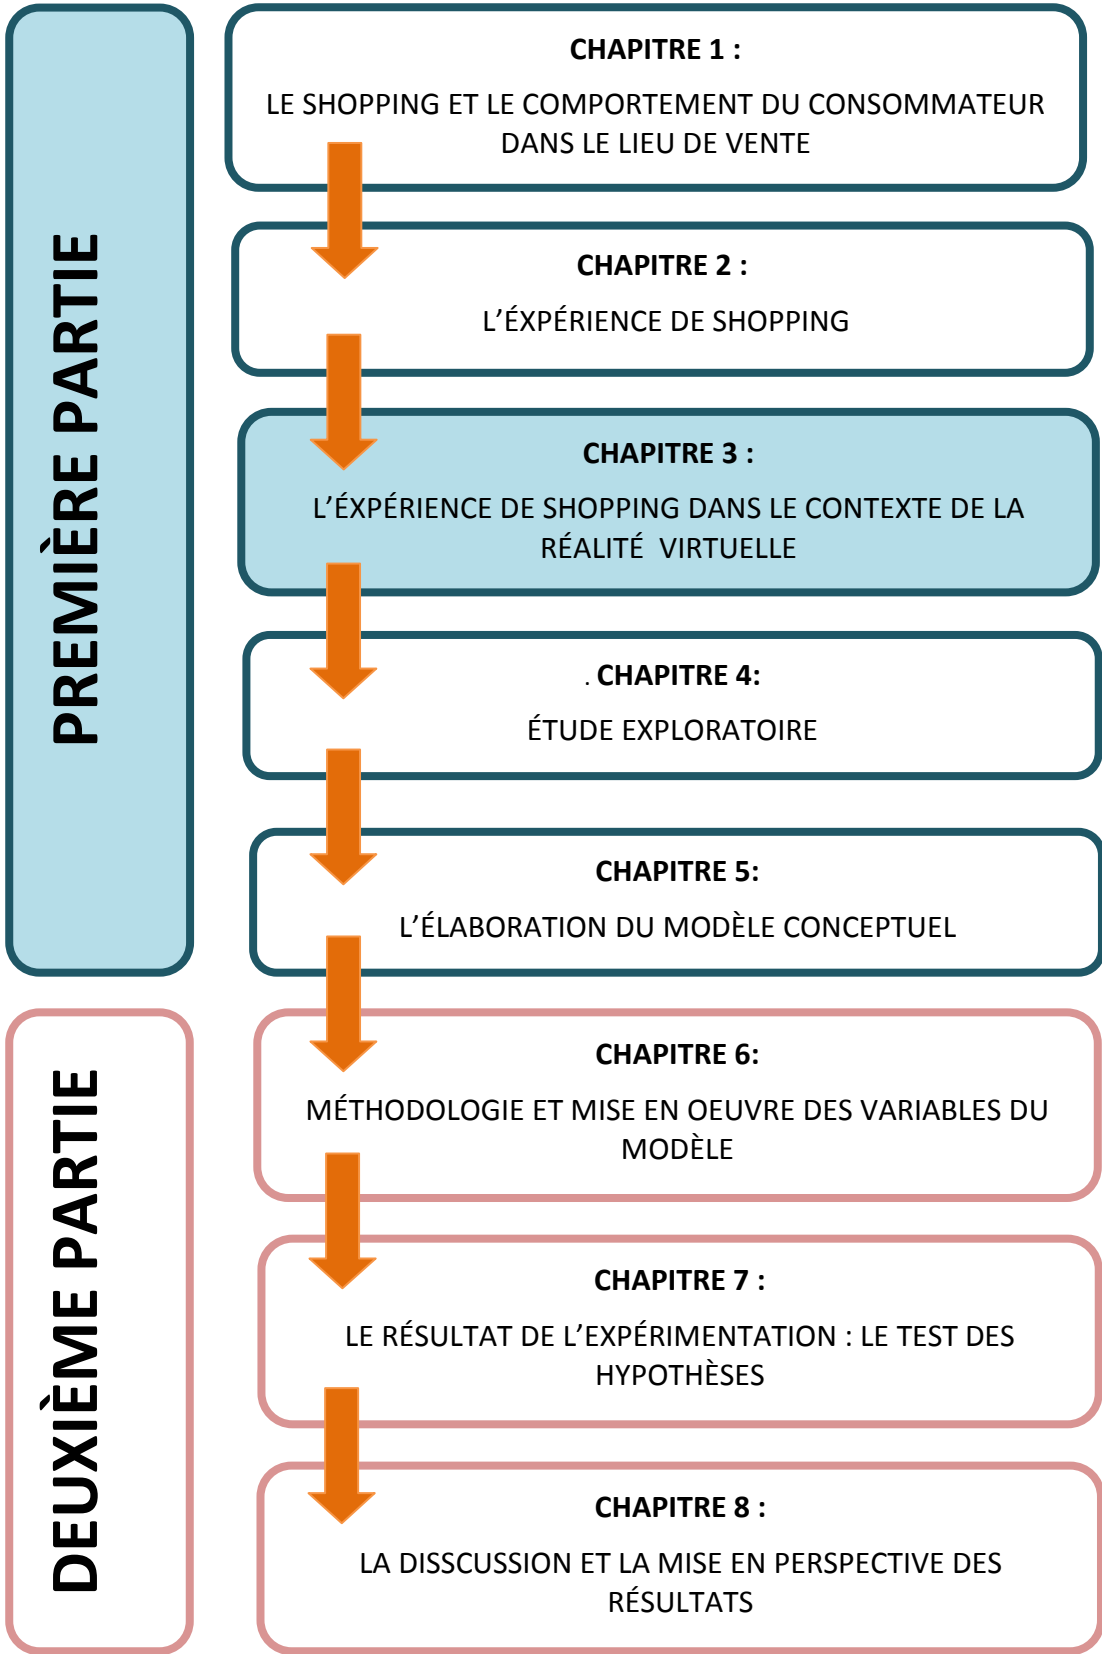 PREMIÈRE PARTIE
CHAPITRE 1 :
LE SHOPPING ET LE COMPORTEMENT DU CONSOMMATEUR
DANS LE LIEU DE VENTE
CHAPITRE 2 :
L’ÉXPÉRIENCE DE SHOPPING
CHAPITRE 3 :
L’ÉXPÉRIENCE DE SHOPPING DANS LE CONTEXTE DE LA
RÉALITÉ VIRTUELLE
. CHAPITRE 4:
ÉTUDE EXPLORATOIRE
CHAPITRE 5:
L’ÉLABORATION DU MODÈLE CONCEPTUEL
DEUXIÈME PARTIE
CHAPITRE 6:
MÉTHODOLOGIE ET MISE EN OEUVRE DES VARIABLES DU
MODÈLE
CHAPITRE 7 :
LE RÉSULTAT DE L’EXPÉRIMENTATION : LE TEST DES
HYPOTHÈSES
CHAPITRE 8 :
LA DISSCUSSION ET LA MISE EN PERSPECTIVE DES
RÉSULTATS